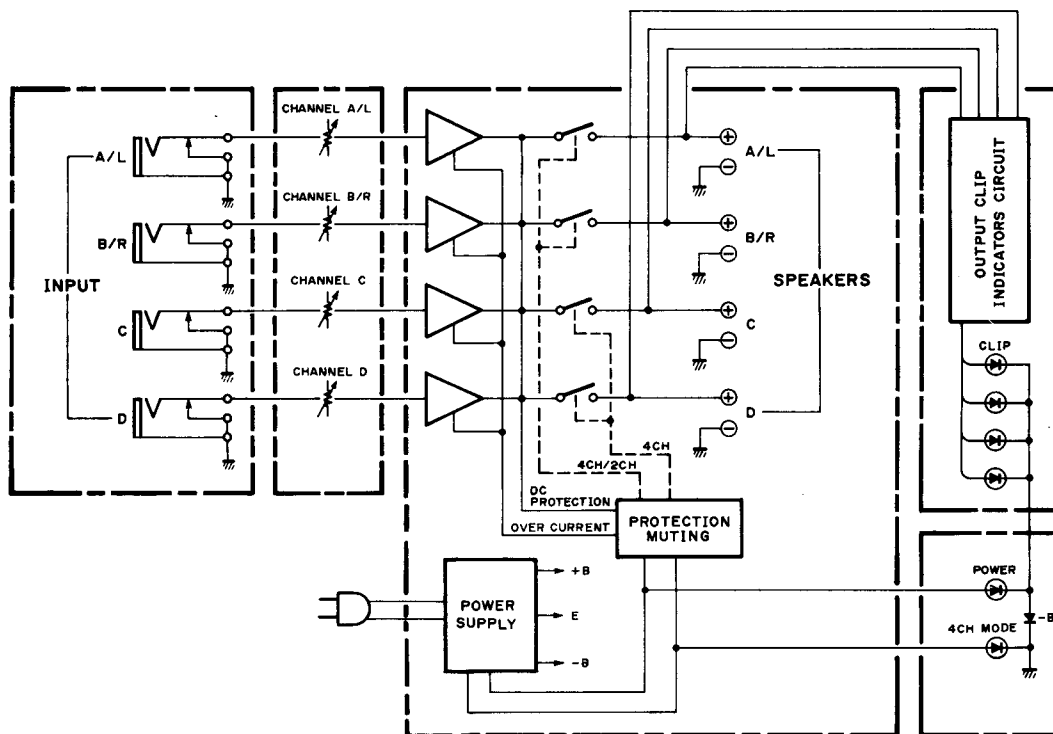 CHANNEL A/L
A/L
CHANNEL B/R
B/R
INPUT
CHANNEL C
C
CHANNEL D
D
+
A/L
−
+
B/R
−
SPEAKERS
+
C
−
+
D
−
4CH
4CH/2CH
DC
PROTECTION
OVER CURRENT
PROTECTION
MUTING
POWER
SUPPLY
+B
E
-B
OUTPUT CLIP
INDICATORS CIRCUIT
CLIP
POWER
-B
4CH MODE